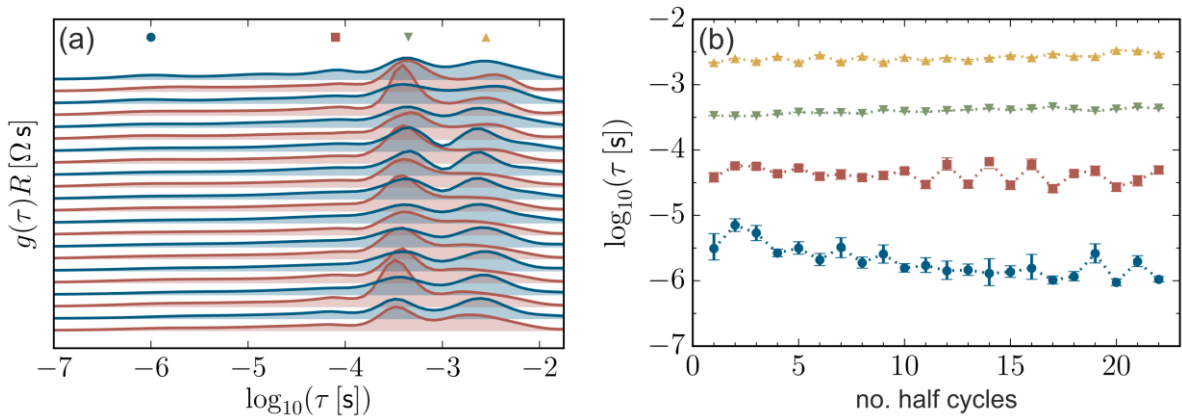 (a)
g(τ)R [Ω s]
−7 −6 −5 −4 −3 −2
log₁₀(τ [s])
(b)
log₁₀(τ [s])
−2
−3
−4
−5
−6
−7
0 5 10 15 20
no. half cycles